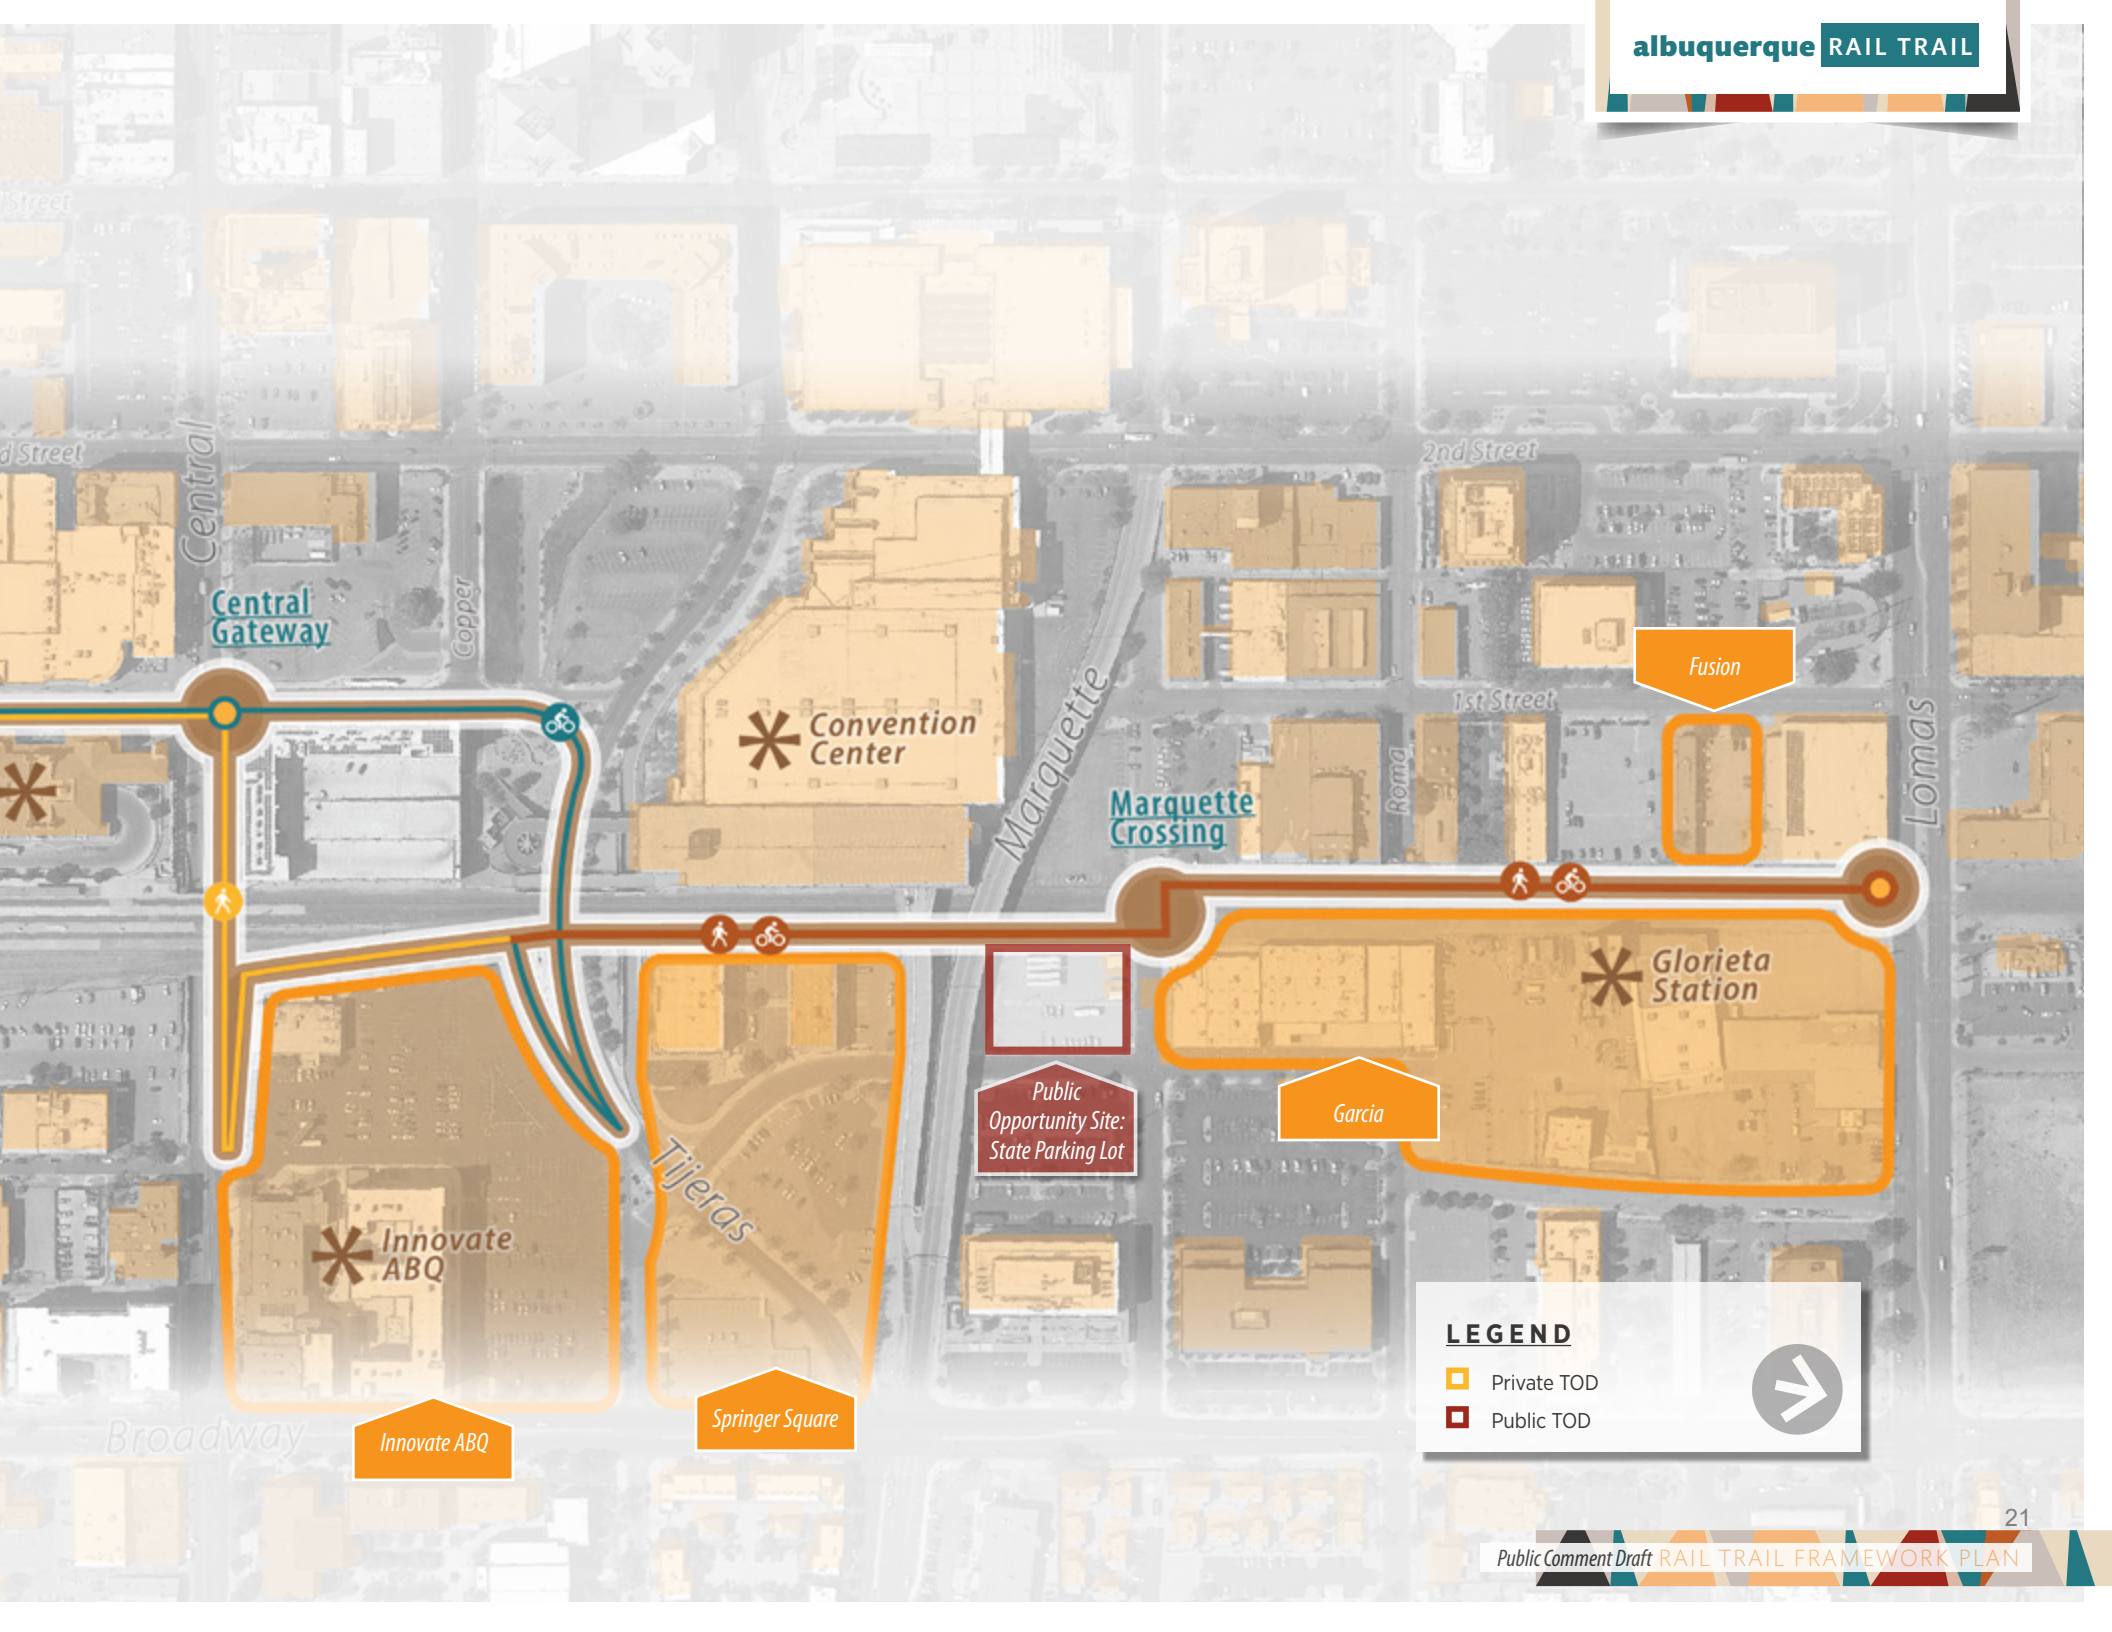 albuquerque RAIL TRAIL
Street
d Street
2nd Street
Central
Central
Gateway
Copper
Fusion
1st Street
Convention
Center
Marquette
Marquette
Crossing
Roma
Lomas
Glorieta
Station
Public
Opportunity Site:
State Parking Lot
Garcia
Tijeras
Innovate
ABQ
Broadway
Innovate ABQ
Springer Square
LEGEND
Private TOD
Public TOD
21
Public Comment Draft RAIL TRAIL FRAMEWORK PLAN